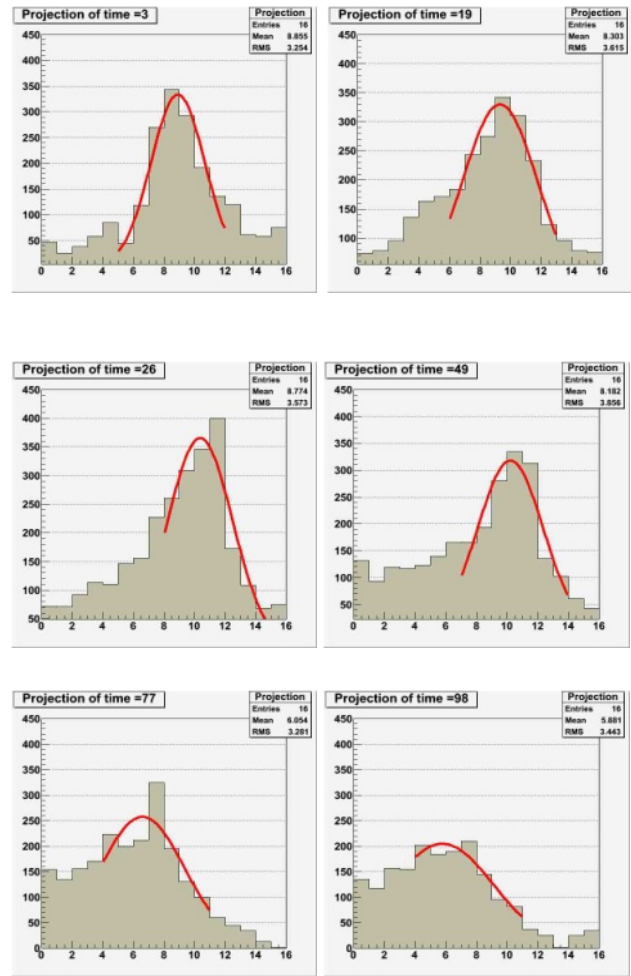 Projection of time =3
Projection
Entries 16
Mean 8.855
RMS 3.254
450
400
350
300
250
200
150
100
50
0 2 4 6 8 10 12 14 16
Projection of time =19
Projection
Entries 16
Mean 8.303
RMS 3.615
450
400
350
300
250
200
150
100
0 2 4 6 8 10 12 14 16
Projection of time =26
Projection
Entries 16
Mean 8.774
RMS 3.573
450
400
350
300
250
200
150
100
50
0 2 4 6 8 10 12 14 16
Projection of time =49
Projection
Entries 16
Mean 8.182
RMS 3.856
450
400
350
300
250
200
150
100
50
0 2 4 6 8 10 12 14 16
Projection of time =77
Projection
Entries 16
Mean 6.054
RMS 3.281
450
400
350
300
250
200
150
100
50
0
0 2 4 6 8 10 12 14 16
Projection of time =98
Projection
Entries 16
Mean 5.881
RMS 3.443
450
400
350
300
250
200
150
100
50
0
0 2 4 6 8 10 12 14 16